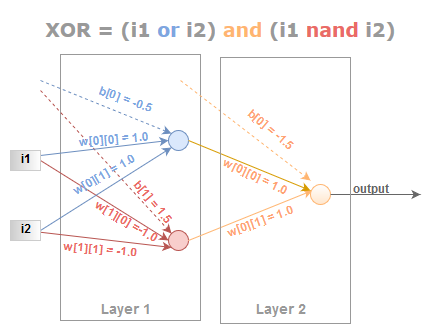 XOR = (i1 or i2) and (i1 nand i2)
b[0] = -0.5
b[0] = -1.5
w[0][0] = 1.0
i1
w[0][1] = 1.0
w[0][0] = 1.0
b[1] = 1.5
output
w[1][0] =-1.0
w[0][1] = 1.0
i2
w[1][1] = -1.0
Layer 1
Layer 2